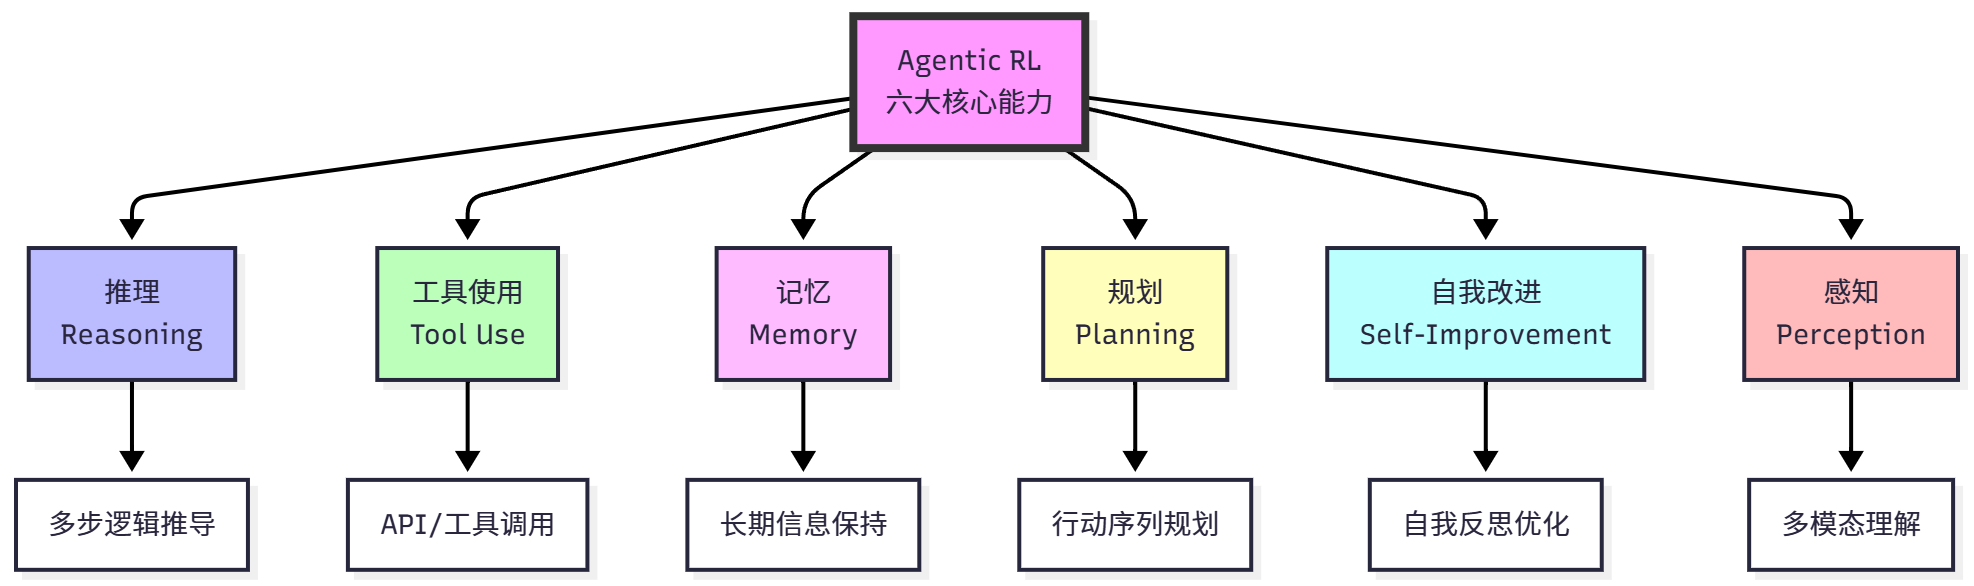 Agentic RL
六大核心能力
推理
Reasoning
工具使用
Tool Use
记忆
Memory
规划
Planning
自我改进
Self-Improvement
感知
Perception
多步逻辑推导
API/工具调用
长期信息保持
行动序列规划
自我反思优化
多模态理解